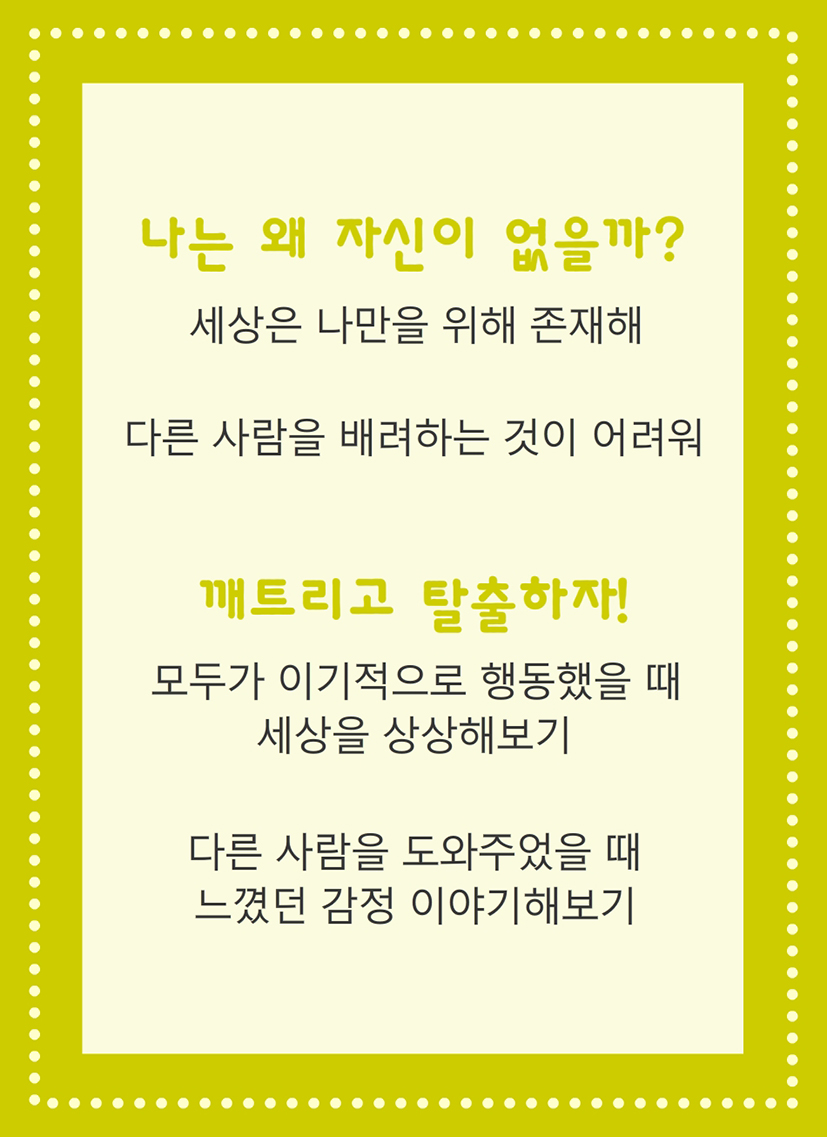 나는 왜 자신이 없을까?
세상은 나만을 위해 존재해
다른 사람을 배려하는 것이 어려워
깨트리고 탈출하자!
모두가 이기적으로 행동했을 때
세상을 상상해보기
다른 사람을 도와주었을 때
느꼈던 감정 이야기해보기